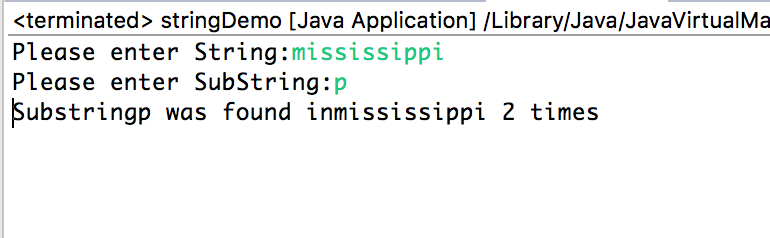 <terminated> stringDemo [Java Application] /Library/Java/JavaVirtualMa
Please enter String:mississippi
Please enter SubString:p
Substringp was found inmississippi 2 times